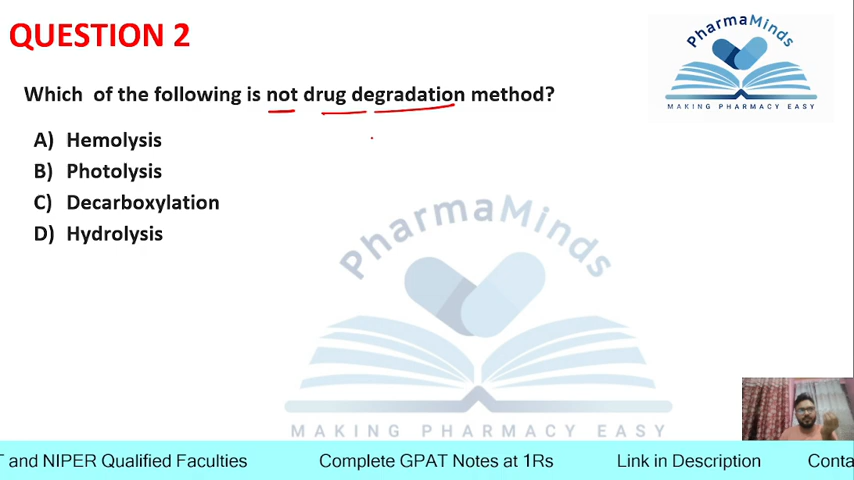 QUESTION 2
PharmaMinds
MAKING PHARMACY EASY
Which of the following is not drug degradation method?
A) Hemolysis
B) Photolysis
C) Decarboxylation
D) Hydrolysis
PharmaMinds
MAKING PHARMACY EASY
T and NIPER Qualified Faculties Complete GPAT Notes at 1Rs Link in Description Conta